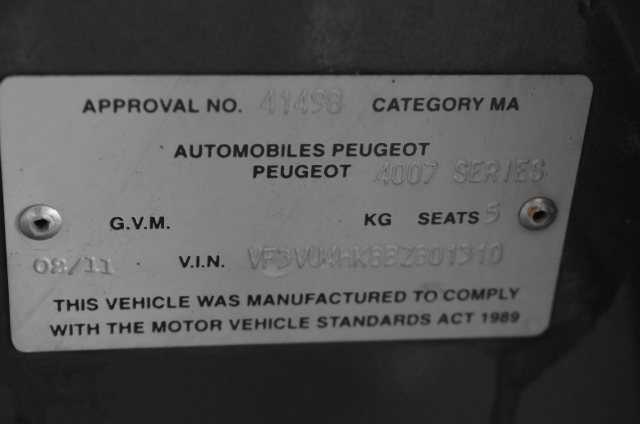 APPROVAL NO. 41498 CATEGORY MA
AUTOMOBILES PEUGEOT
PEUGEOT 4007 SERIES
G.V.M. KG SEATS 5
08/11 V.I.N.
THIS VEHICLE WAS MANUFACTURED TO COMPLY
WITH THE MOTOR VEHICLE STANDARDS ACT 1989